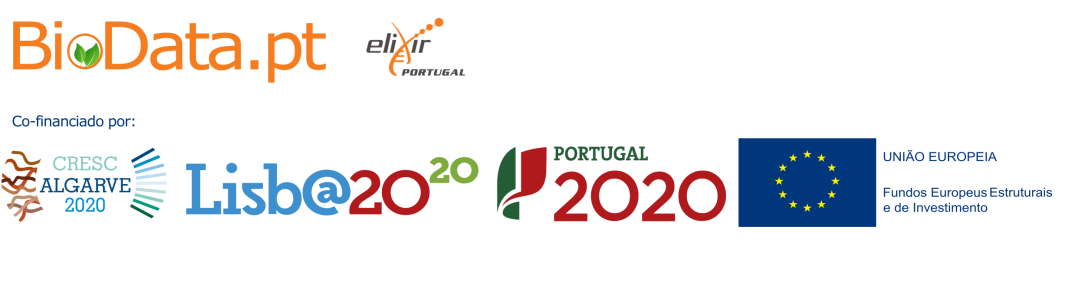 BioData.pt
elixir
PORTUGAL
Co-financiado por:
CRESC
ALGARVE
2020
Lisb@2020
PORTUGAL
2020
UNIÃO EUROPEIA
Fundos Europeus Estruturais
e de Investimento